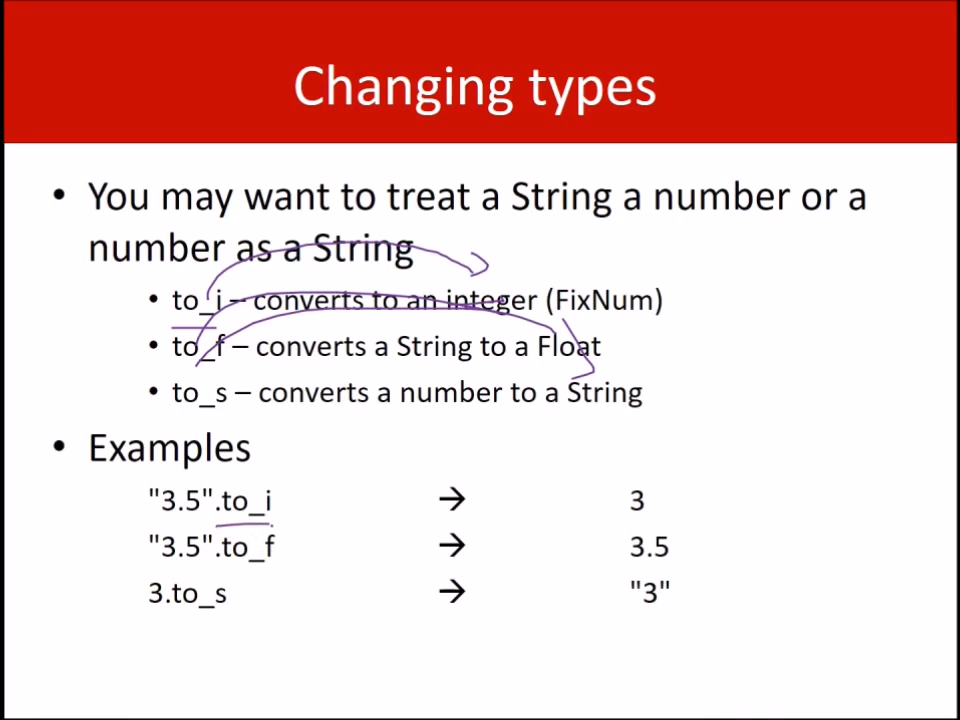 Changing types
• You may want to treat a String a number or a
number as a String
• to_i – converts to an integer (FixNum)
• to_f – converts a String to a Float
• to_s – converts a number to a String
• Examples
"3.5".to_i → 3
"3.5".to_f → 3.5
3.to_s → "3"